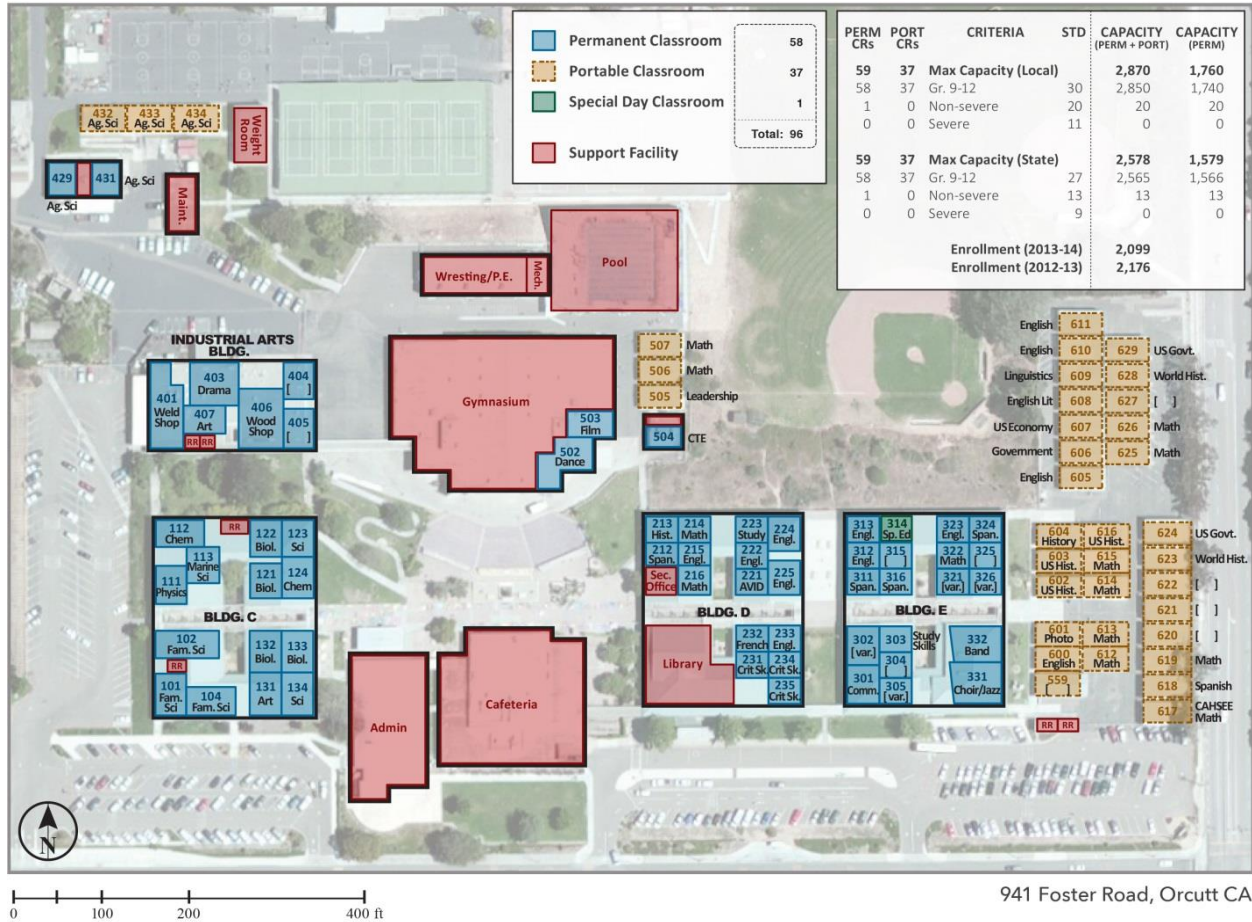 Permanent Classroom 58
Portable Classroom 37
Special Day Classroom 1
Total: 96
Support Facility
PERM CRs PORT CRs CRITERIA STD CAPACITY (PERM + PORT) CAPACITY (PERM)
59 37 Max Capacity (Local) 2,870 1,760
58 37 Gr. 9-12 30 2,850 1,740
1 0 Non-severe 20 20 20
0 0 Severe 11 0 0
59 37 Max Capacity (State) 2,578 1,579
58 37 Gr. 9-12 27 2,565 1,566
1 0 Non-severe 13 13 13
0 0 Severe 9 0 0
Enrollment (2013-14) 2,099
Enrollment (2012-13) 2,176
432 Ag. Sci
433 Ag. Sci
434 Ag. Sci
Weight Room
429 Ag. Sci
431 Ag. Sci
Maint.
Wresting/P.E.
Mech.
Pool
INDUSTRIAL ARTS
BLDG.
401 Weld Shop
403 Drama
404 [ ]
407 Art
406 Wood Shop
405 [ ]
RR RR
Gymnasium
503 Film
502 Dance
507 Math
506 Math
505 Leadership
504 CTE
English 611
English 610
629 US Govt.
Linguistics 609
628 World Hist.
English Lit 608
627 [ ]
US Economy 607
626 Math
Government 606
625 Math
English 605
112 Chem
RR
122 Biol.
123 Sci
113 Marine Sci
111 Physics
121 Biol.
124 Chem
BLDG. C
102 Fam. Sci
RR
132 Biol.
133 Biol.
101 Fam. Sci
104 Fam. Sci
131 Art
134 Sci
Admin
Cafeteria
213 Hist.
214 Math
223 Study
224 Engl.
212 Span.
215 Engl.
222 Engl.
Sec. Office
216 Math
221 AVID
225 Engl.
BLDG. D
Library
232 French
233 Engl.
231 Crit Sk.
234 Crit Sk.
235 Crit Sk.
313 Engl.
314 Sp. Ed
323 Engl.
324 Span.
312 Engl.
315 [ ]
322 Math
325 [ ]
311 Span.
316 Span.
321 [var.]
326 [var.]
BLDG. E
302 [var.]
303 Study Skills
332 Band
304 [ ]
301 Comm.
305 [var.]
331 Choir/Jazz
604 History
616 US Hist.
603 US Hist.
615 Math
602 US Hist.
614 Math
601 Photo
613 Math
600 English
612 Math
559 [ ]
RR RR
624 US Govt.
623 World Hist.
622 [ ]
621 [ ]
620 [ ]
619 Math
618 Spanish
617 CAHSEE Math
N
0 100 200 400 ft
941 Foster Road, Orcutt CA